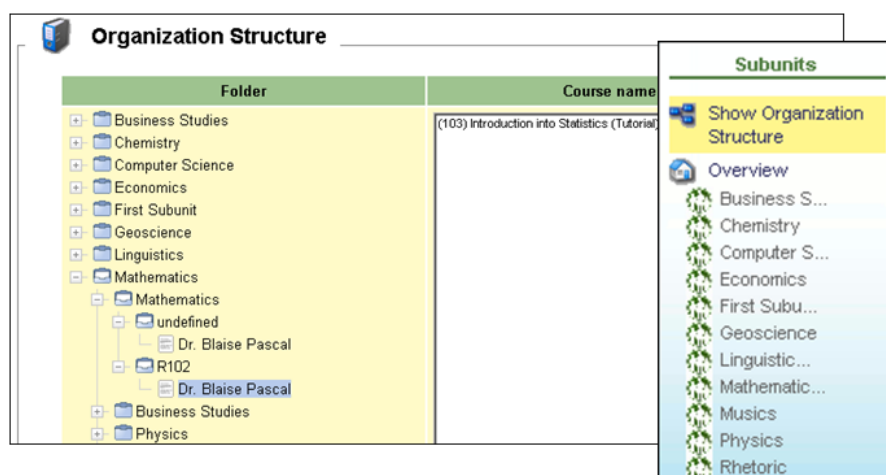 Organization Structure
Folder
Course name
Business Studies
Chemistry
Computer Science
Economics
First Subunit
Geoscience
Linguistics
Mathematics
Mathematics
undefined
Dr. Blaise Pascal
R102
Dr. Blaise Pascal
Business Studies
Physics
(103) Introduction into Statistics (Tutorial)
Subunits
Show Organization
Structure
Overview
Business S...
Chemistry
Computer S...
Economics
First Subu...
Geoscience
Linguistic...
Mathematic...
Musics
Physics
Rhetoric